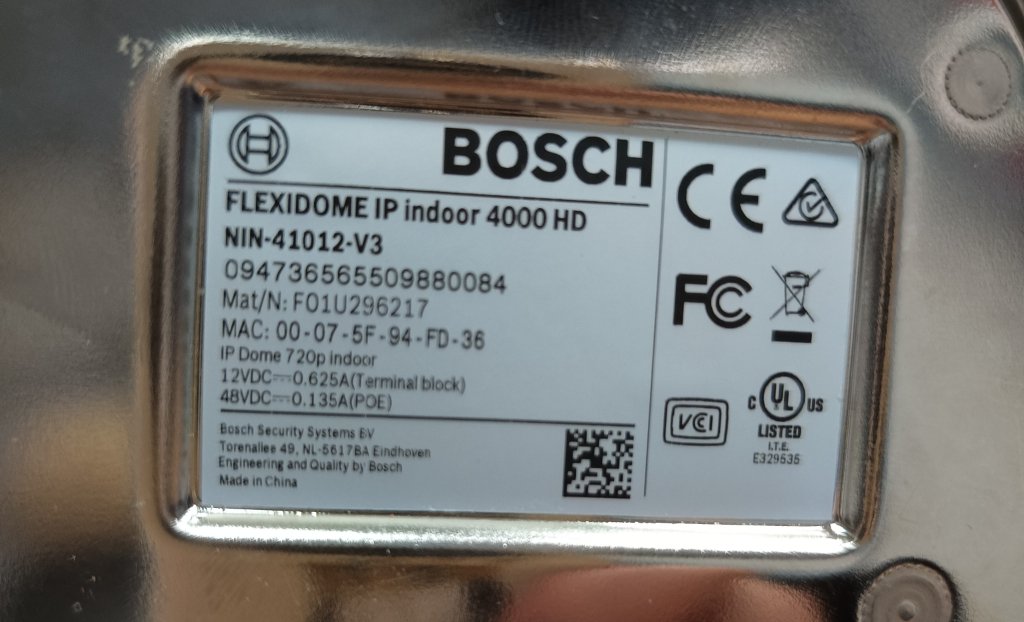 BOSCH
FLEXIDOME IP indoor 4000 HD
NIN-41012-V3
094736565509880084
Mat/N: F01U296217
MAC: 00-07-5F-94-FD-36
IP Dome 720p indoor
12VDC⎓0.625A(Terminal block)
48VDC⎓0.135A(POE)
Bosch Security Systems BV
Torenallee 49, NL-5617BA Eindhoven
Engineering and Quality by Bosch
Made in China
CE
FC
VCI
C UL US
LISTED
I.T.E.
E329535